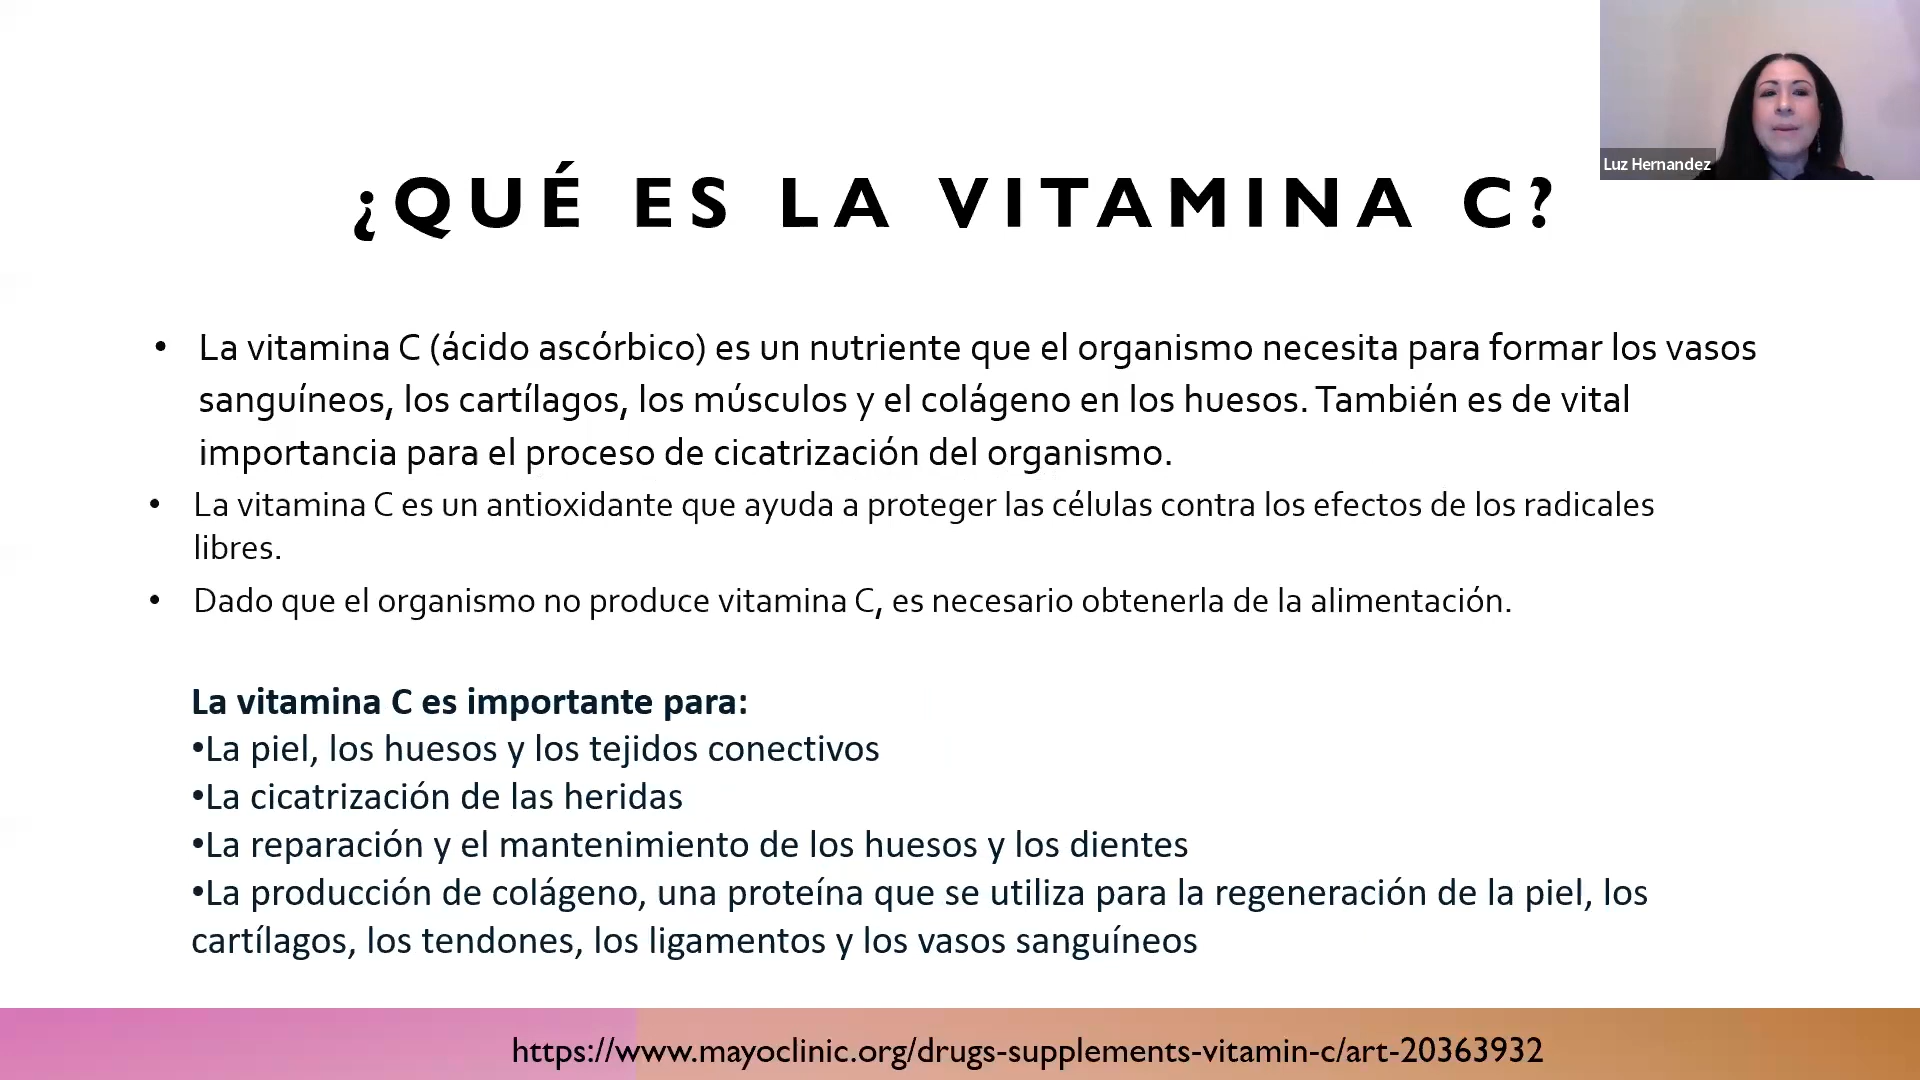 Luz Hernandez
¿QUÉ ES LA VITAMINA C?
• La vitamina C (ácido ascórbico) es un nutriente que el organismo necesita para formar los vasos
sanguíneos, los cartílagos, los músculos y el colágeno en los huesos. También es de vital
importancia para el proceso de cicatrización del organismo.
• La vitamina C es un antioxidante que ayuda a proteger las células contra los efectos de los radicales
libres.
• Dado que el organismo no produce vitamina C, es necesario obtenerla de la alimentación.
La vitamina C es importante para:
•La piel, los huesos y los tejidos conectivos
•La cicatrización de las heridas
•La reparación y el mantenimiento de los huesos y los dientes
•La producción de colágeno, una proteína que se utiliza para la regeneración de la piel, los
cartílagos, los tendones, los ligamentos y los vasos sanguíneos
https://www.mayoclinic.org/drugs-supplements-vitamin-c/art-20363932